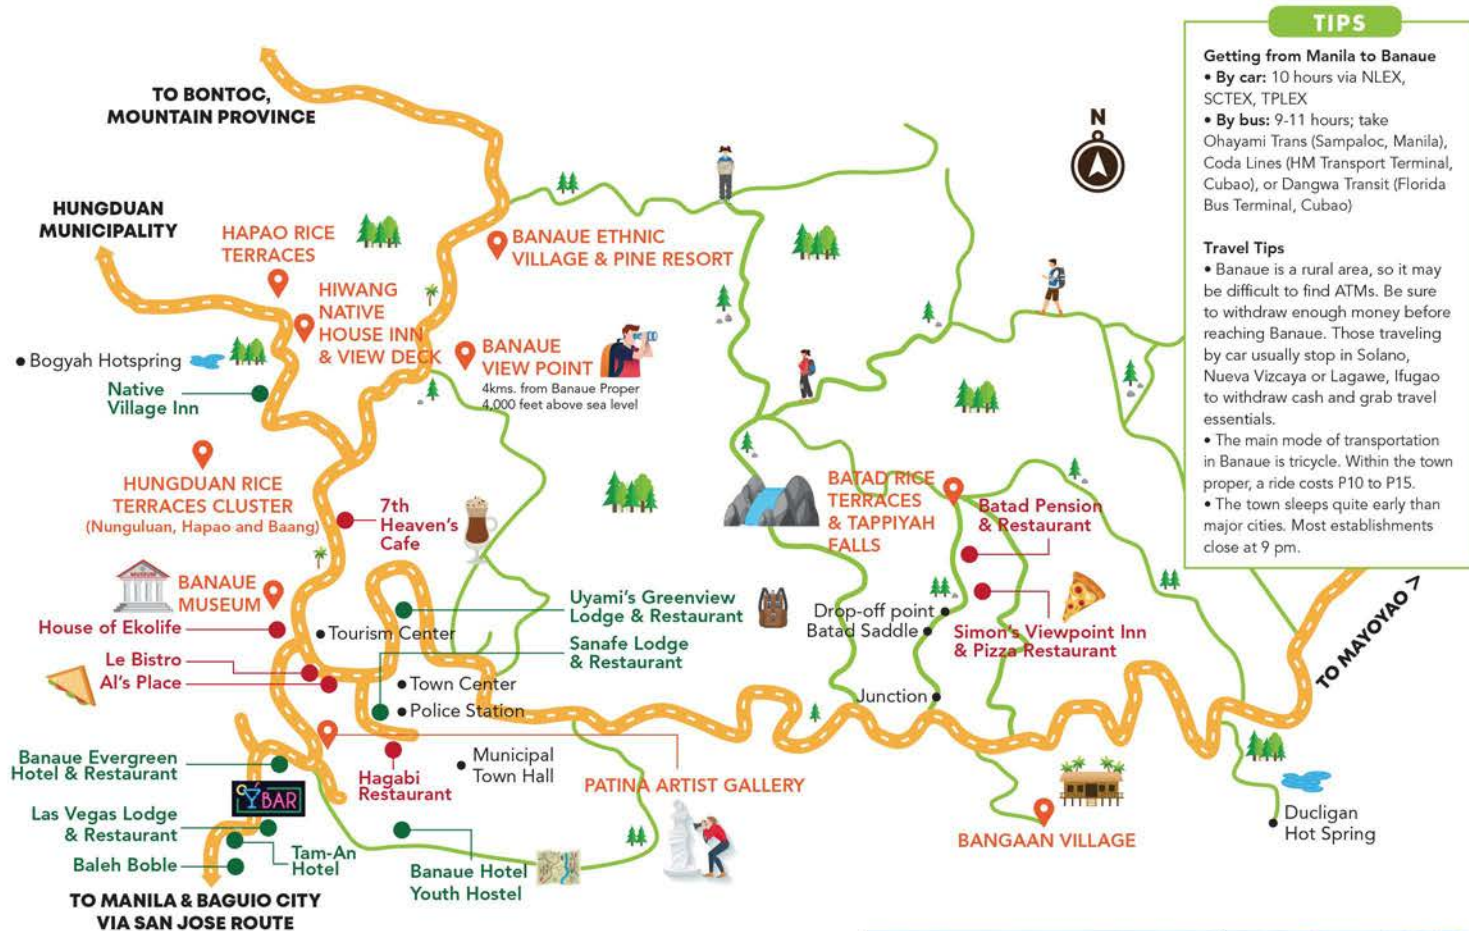 TO BONTOC,
MOUNTAIN PROVINCE
HUNGDUAN
MUNICIPALITY
HAPAO RICE
TERRACES
HIWANG
NATIVE
HOUSE INN
& VIEW DECK
BANAUE ETHNIC
VILLAGE & PINE RESORT
N
• Bogyah Hotspring
Native
Village Inn
BANAUE
VIEW POINT
4kms. from Banaue Proper
4,000 feet above sea level
HUNGDUAN RICE
TERRACES CLUSTER
(Nunguluan, Hapao and Baang)
7th
Heaven's
Cafe
MUSEUM
BANAUE
MUSEUM
House of Ekolife
Le Bistro
Al's Place
• Tourism Center
Uyami's Greenview
Lodge & Restaurant
Sanafe Lodge
& Restaurant
• Town Center
• Police Station
BATAD RICE
TERRACES
& TAPPIYAH
FALLS
Batad Pension
& Restaurant
Drop-off point
Batad Saddle
Simon's Viewpoint Inn
& Pizza Restaurant
Junction
TO MAYOYAO >
Banaue Evergreen
Hotel & Restaurant
BAR
Las Vegas Lodge
& Restaurant
Baleh Boble
Tam-An
Hotel
Hagabi
Restaurant
• Municipal
Town Hall
PATINA ARTIST GALLERY
Banaue Hotel
Youth Hostel
BANGAAN VILLAGE
Ducligan
Hot Spring
TO MANILA & BAGUIO CITY
VIA SAN JOSE ROUTE
TIPS
Getting from Manila to Banaue
• By car: 10 hours via NLEX,
SCTEX, TPLEX
• By bus: 9-11 hours; take
Ohayami Trans (Sampaloc, Manila),
Coda Lines (HM Transport Terminal,
Cubao), or Dangwa Transit (Florida
Bus Terminal, Cubao)
Travel Tips
• Banaue is a rural area, so it may
be difficult to find ATMs. Be sure
to withdraw enough money before
reaching Banaue. Those traveling
by car usually stop in Solano,
Nueva Vizcaya or Lagawe, Ifugao
to withdraw cash and grab travel
essentials.
• The main mode of transportation
in Banaue is tricycle. Within the town
proper, a ride costs P10 to P15.
• The town sleeps quite early than
major cities. Most establishments
close at 9 pm.